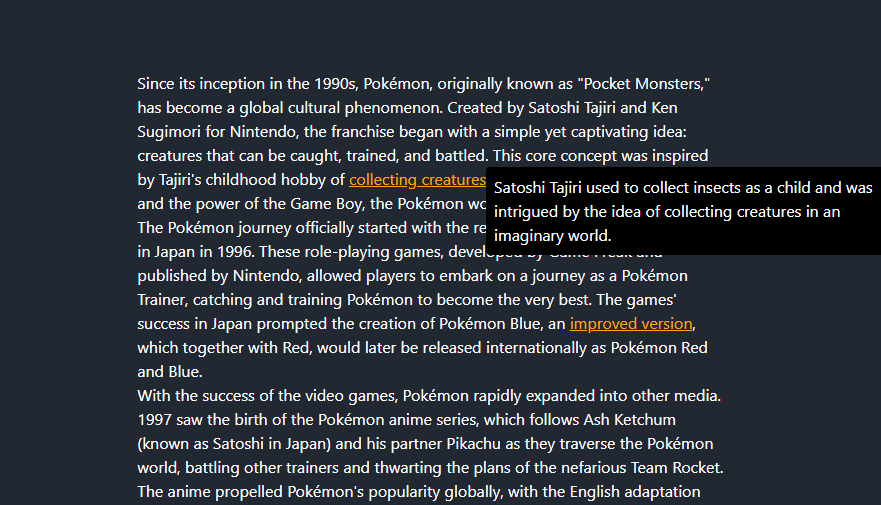 Since its inception in the 1990s, Pokémon, originally known as "Pocket Monsters,"
has become a global cultural phenomenon. Created by Satoshi Tajiri and Ken
Sugimori for Nintendo, the franchise began with a simple yet captivating idea:
creatures that can be caught, trained, and battled. This core concept was inspired
by Tajiri's childhood hobby of collecting creatures
Satoshi Tajiri used to collect insects as a child and was
intrigued by the idea of collecting creatures in an
imaginary world.
and the power of the Game Boy, the Pokémon
The Pokémon journey officially started with the
in Japan in 1996. These role-playing games, developed by Game Freak and
published by Nintendo, allowed players to embark on a journey as a Pokémon
Trainer, catching and training Pokémon to become the very best. The games'
success in Japan prompted the creation of Pokémon Blue, an improved version,
which together with Red, would later be released internationally as Pokémon Red
and Blue.
With the success of the video games, Pokémon rapidly expanded into other media.
1997 saw the birth of the Pokémon anime series, which follows Ash Ketchum
(known as Satoshi in Japan) and his partner Pikachu as they traverse the Pokémon
world, battling other trainers and thwarting the plans of the nefarious Team Rocket.
The anime propelled Pokémon's popularity globally, with the English adaptation